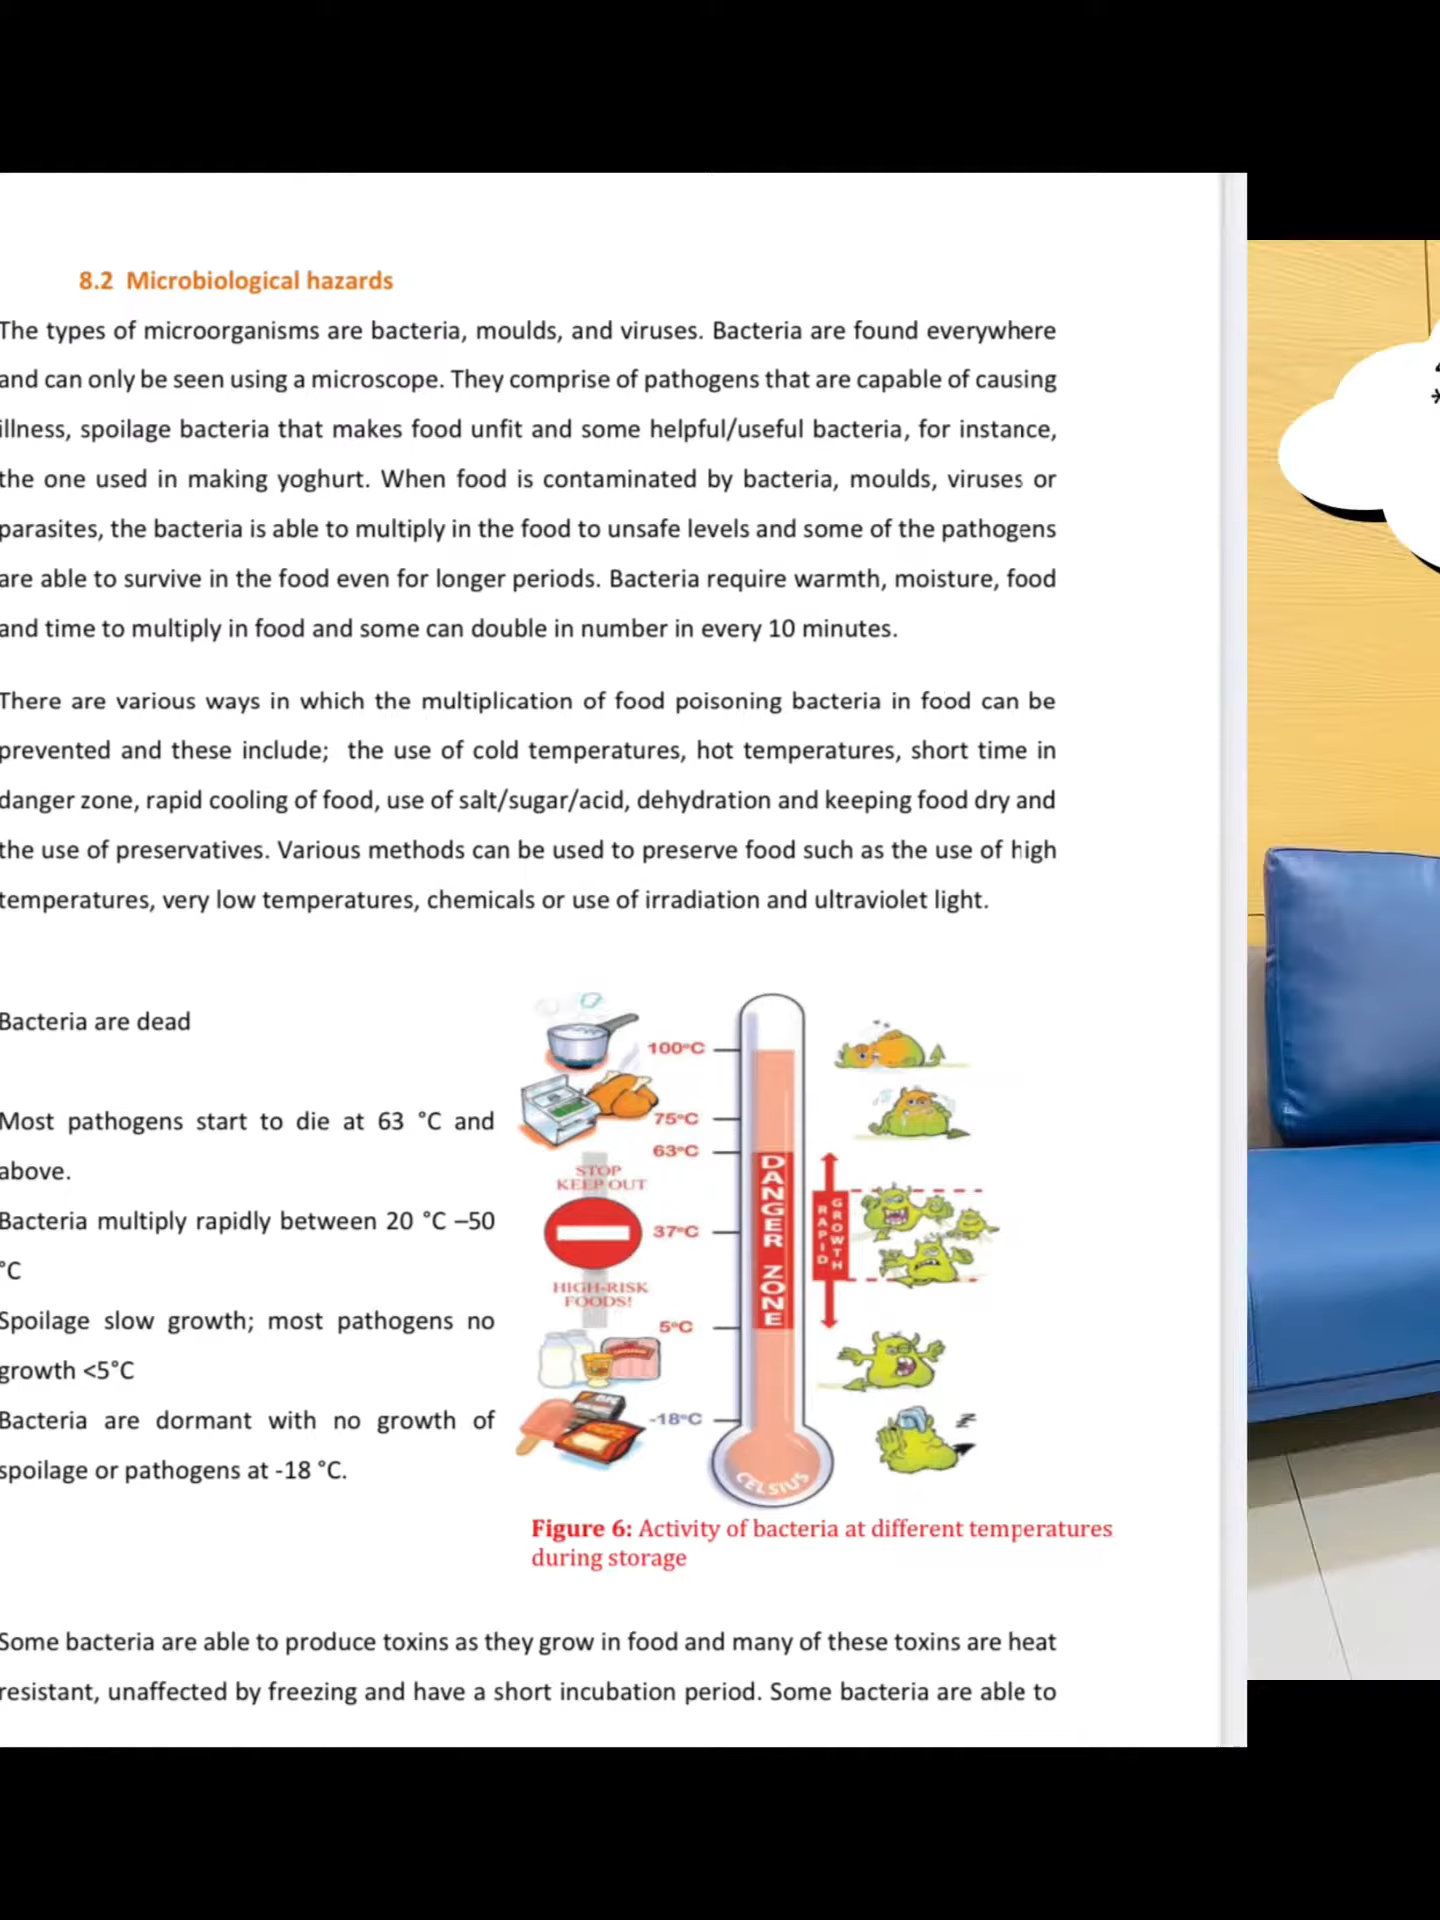 8.2 Microbiological hazards
The types of microorganisms are bacteria, moulds, and viruses. Bacteria are found everywhere
and can only be seen using a microscope. They comprise of pathogens that are capable of causing
illness, spoilage bacteria that makes food unfit and some helpful/useful bacteria, for instance,
the one used in making yoghurt. When food is contaminated by bacteria, moulds, viruses or
parasites, the bacteria is able to multiply in the food to unsafe levels and some of the pathogens
are able to survive in the food even for longer periods. Bacteria require warmth, moisture, food
and time to multiply in food and some can double in number in every 10 minutes.
There are various ways in which the multiplication of food poisoning bacteria in food can be
prevented and these include; the use of cold temperatures, hot temperatures, short time in
danger zone, rapid cooling of food, use of salt/sugar/acid, dehydration and keeping food dry and
the use of preservatives. Various methods can be used to preserve food such as the use of high
temperatures, very low temperatures, chemicals or use of irradiation and ultraviolet light.
Bacteria are dead
Most pathogens start to die at 63 °C and
above.
Bacteria multiply rapidly between 20 °C –50
°C
Spoilage slow growth; most pathogens no
growth <5°C
Bacteria are dormant with no growth of
spoilage or pathogens at -18 °C.
100°C
75°C
63°C
STOP
KEEP OUT
37°C
HIGH-RISK
FOODS!
5°C
-18°C
DANGER ZONE
RAPID
GROWTH
CELSIUS
z
Figure 6: Activity of bacteria at different temperatures
during storage
Some bacteria are able to produce toxins as they grow in food and many of these toxins are heat
resistant, unaffected by freezing and have a short incubation period. Some bacteria are able to